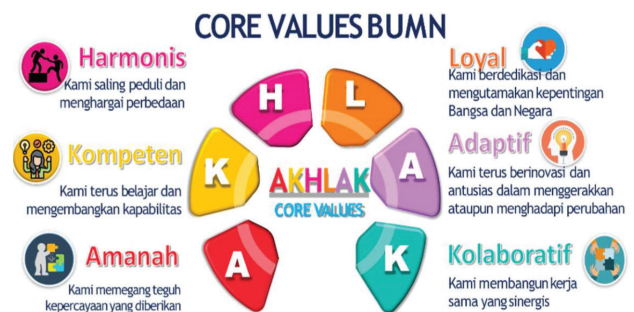 CORE VALUES BUMN
Harmonis
Kami saling peduli dan
menghargai perbedaan
Kompeten
Kami terus belajar dan
mengembangkan kapabilitas
Amanah
Kami memegang teguh
kepercayaan yang diberikan
H
L
K
A
A
K
AKHLAK
CORE VALUES
Loyal
Kami berdedikasi dan
mengutamakan kepentingan
Bangsa dan Negara
Adaptif
Kami terus berinovasi dan
antusias dalam menggerakkan
ataupun menghadapi perubahan
Kolaboratif
Kami membangun kerja
sama yang sinergis